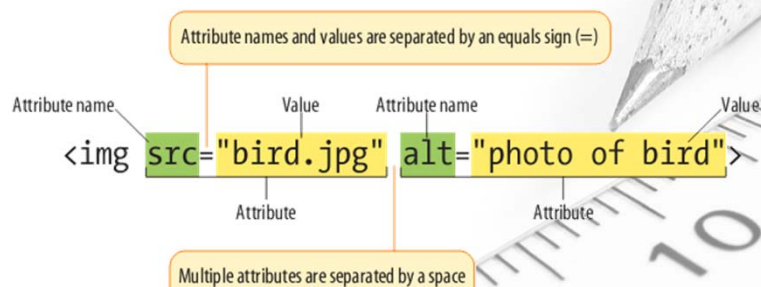 Attribute names and values are separated by an equals sign (=)
Attribute name Value Attribute name Value
<img src="bird.jpg" alt="photo of bird">
Attribute Attribute
Multiple attributes are separated by a space
10